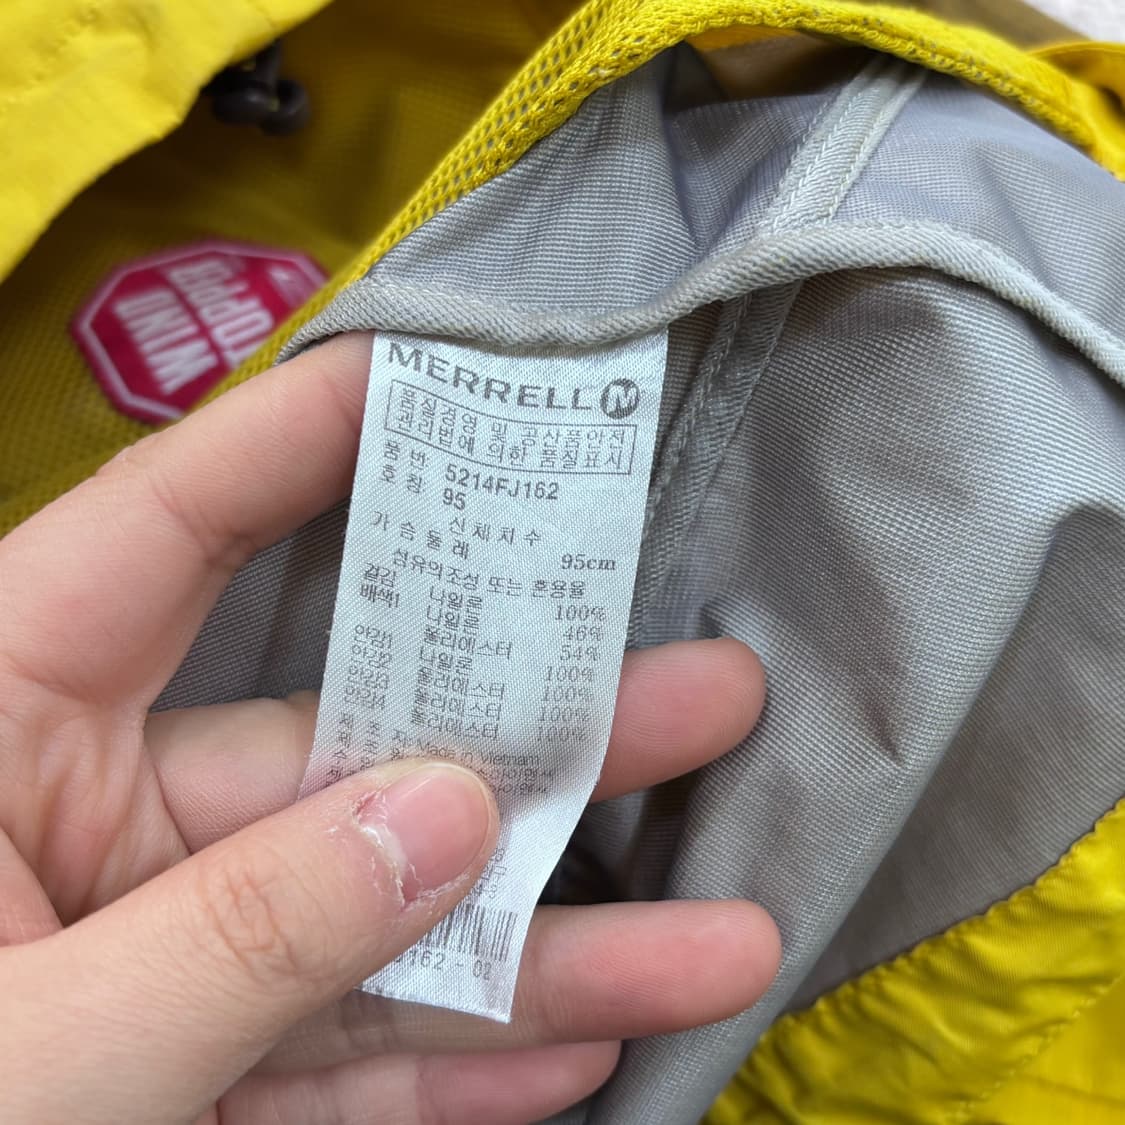 WIND
STOPPER
MERRELL M
품질경영 및 공산품안전
관리법에 의한 품질표시
품 번 5214FJ162
호 칭 95
신체치수
가슴둘레 95cm
섬유의조성 또는 혼용율
겉감 나일론 100%
배색1 나일론 46%
폴리에스터 54%
안감1 나일론 100%
안감2 폴리에스터 100%
안감3 폴리에스터 100%
안감4 폴리에스터
제 조
Made in Vietnam
162 - 02